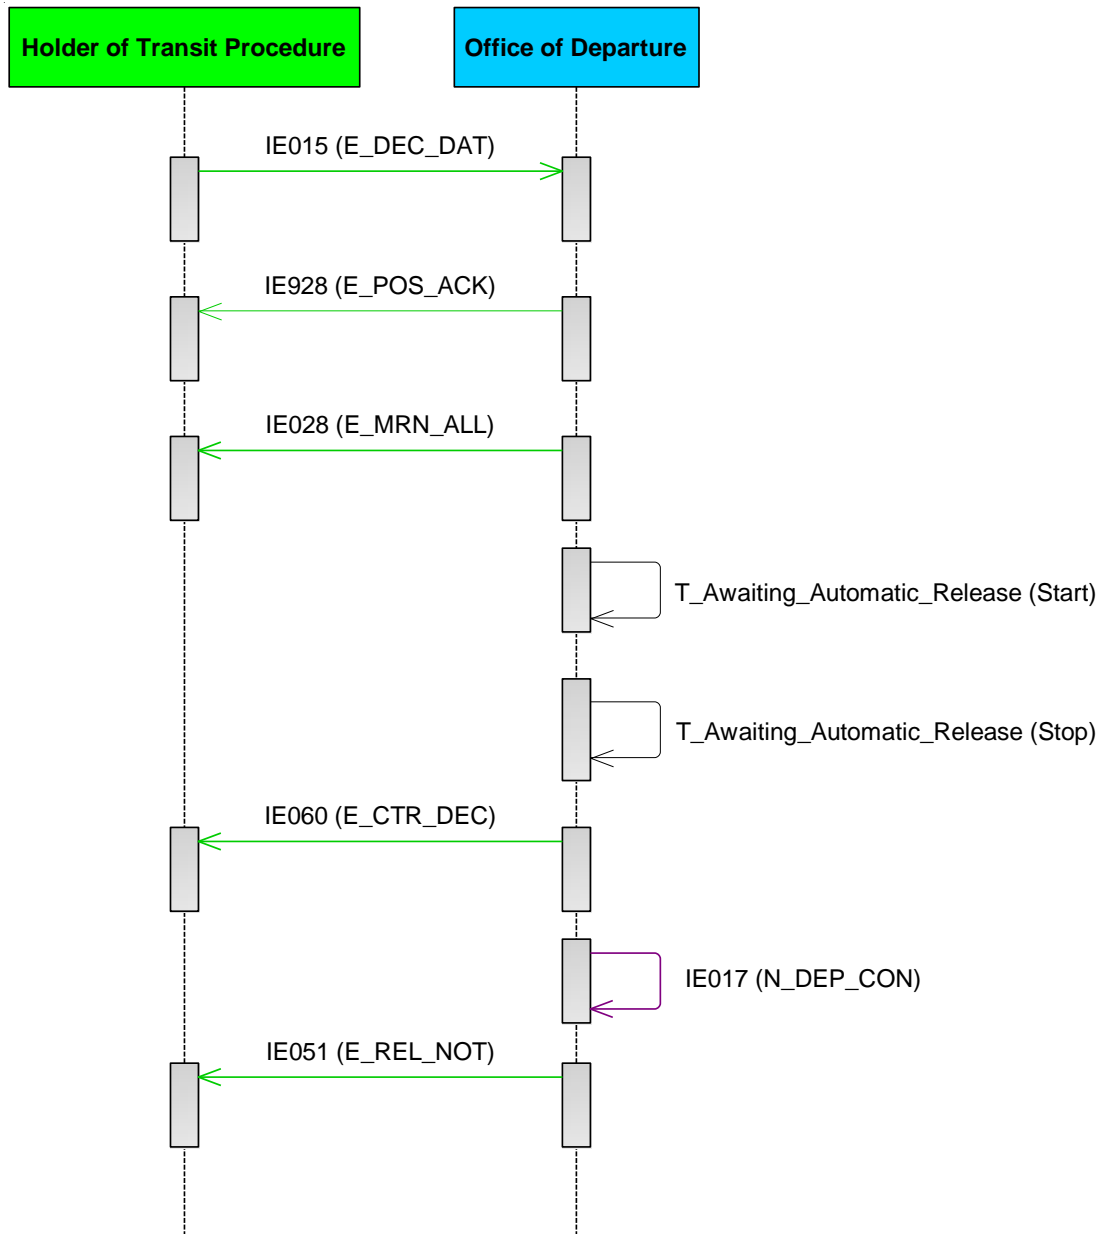 Holder of Transit Procedure
Office of Departure
IE015 (E_DEC_DAT)
IE928 (E_POS_ACK)
IE028 (E_MRN_ALL)
T_Awaiting_Automatic_Release (Start)
T_Awaiting_Automatic_Release (Stop)
IE060 (E_CTR_DEC)
IE017 (N_DEP_CON)
IE051 (E_REL_NOT)